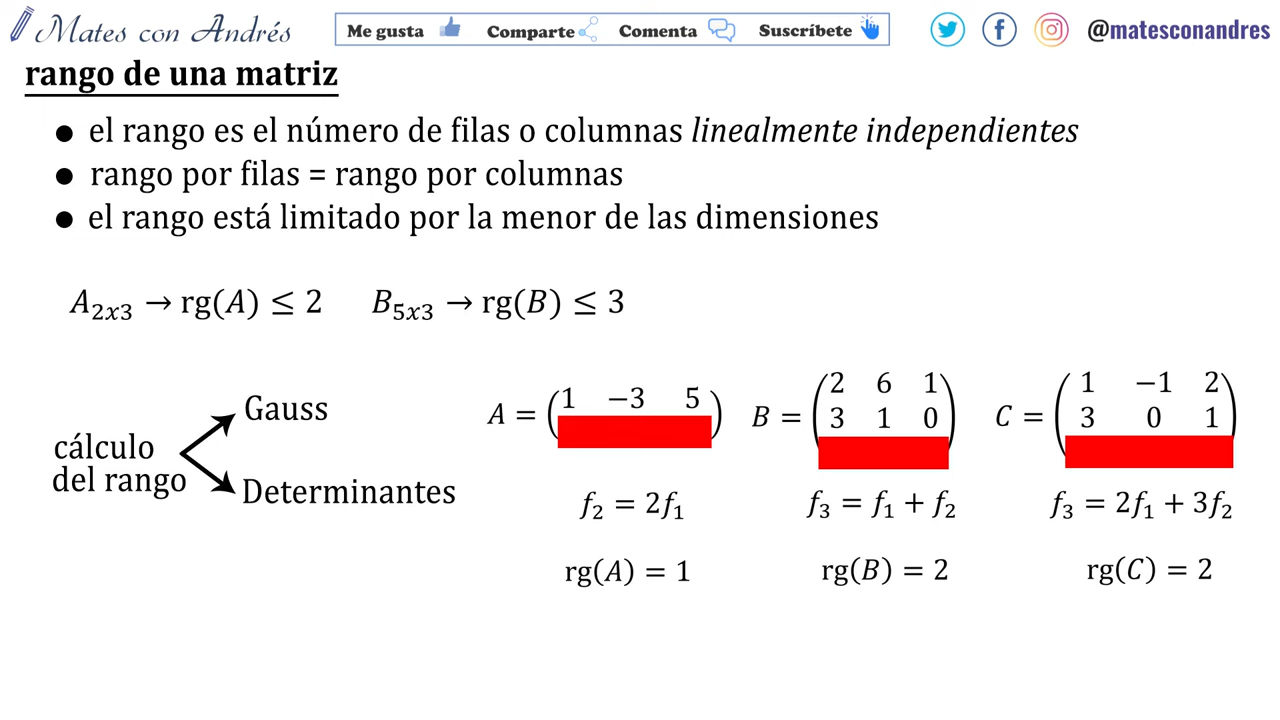 Mates con Andrés Me gusta Comparte Comenta Suscríbete @matesconandres
rango de una matriz
● el rango es el número de filas o columnas linealmente independientes
● rango por filas = rango por columnas
● el rango está limitado por la menor de las dimensiones
A₂ₓ₃ → rg(A) ≤ 2 B₅ₓ₃ → rg(B) ≤ 3
cálculo
del rango
Gauss
Determinantes
A = (1 −3 5)
f₂ = 2f₁
rg(A) = 1
B = (2 6 1
3 1 0)
f₃ = f₁ + f₂
rg(B) = 2
C = (1 −1 2
3 0 1)
f₃ = 2f₁ + 3f₂
rg(C) = 2